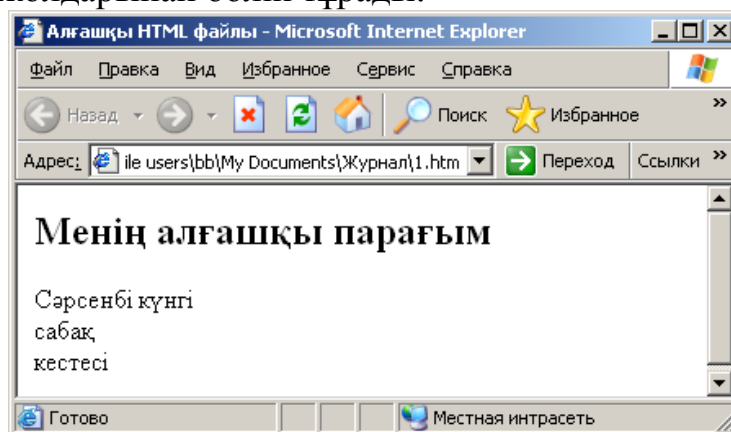 Алғашқы HTML файлы - Microsoft Internet Explorer
Файл Правка Вид Избранное Сервис Справка
Назад Поиск Избранное »
Адрес: ile users\bb\My Documents\Журнал\1.htm Переход Ссылки »
Менің алғашқы парағым
Сәрсенбі күнгі
сабақ
кестесі
Готово Местная интрасеть